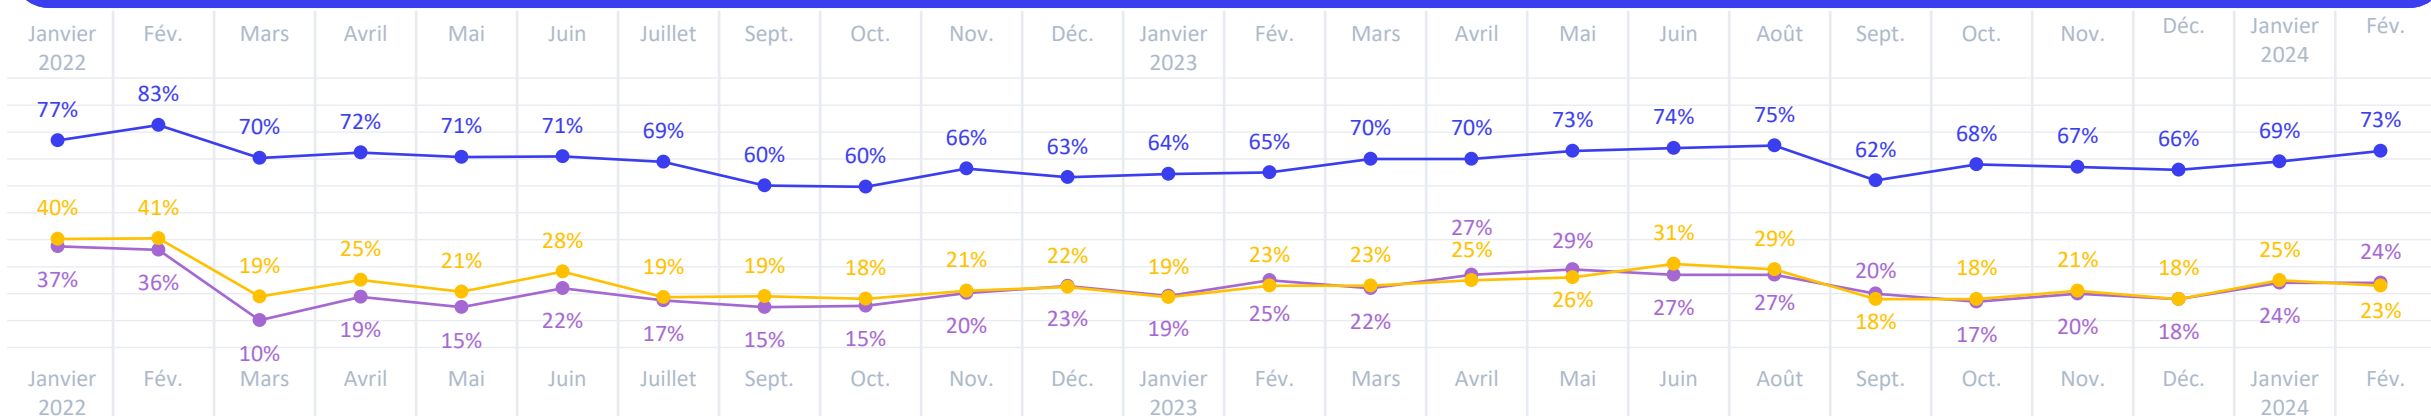 Janvier Fév. Mars Avril Mai Juin Juillet Sept. Oct. Nov. Déc. Janvier Fév. Mars Avril Mai Juin Août Sept. Oct. Nov. Déc. Janvier Fév.
2022 2023 2024
77% 83% 70% 72% 71% 71% 69% 60% 60% 66% 63% 64% 65% 70% 70% 73% 74% 75% 62% 68% 67% 66% 69% 73%
40% 41% 19% 25% 21% 28% 19% 19% 18% 21% 22% 19% 23% 23% 25% 26% 31% 29% 18% 18% 21% 18% 25% 23%
37% 36% 10% 19% 15% 22% 17% 15% 15% 20% 23% 19% 25% 22% 27% 29% 27% 27% 20% 17% 20% 18% 24% 24%
Janvier Fév. Mars Avril Mai Juin Juillet Sept. Oct. Nov. Déc. Janvier Fév. Mars Avril Mai Juin Août Sept. Oct. Nov. Déc. Janvier Fév.
2022 2023 2024